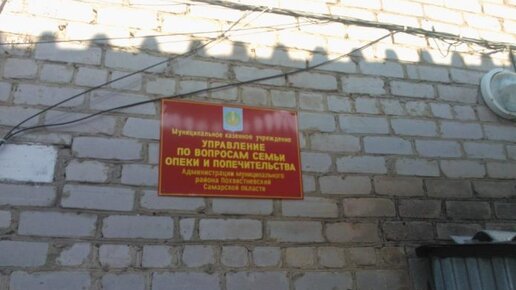 Муниципальное казенное учреждение
УПРАВЛЕНИЕ
ПО ВОПРОСАМ СЕМЬИ
ОПЕКИ И ПОПЕЧИТЕЛЬСТВА
Администрации муниципального
района Похвистневский
Самарской области